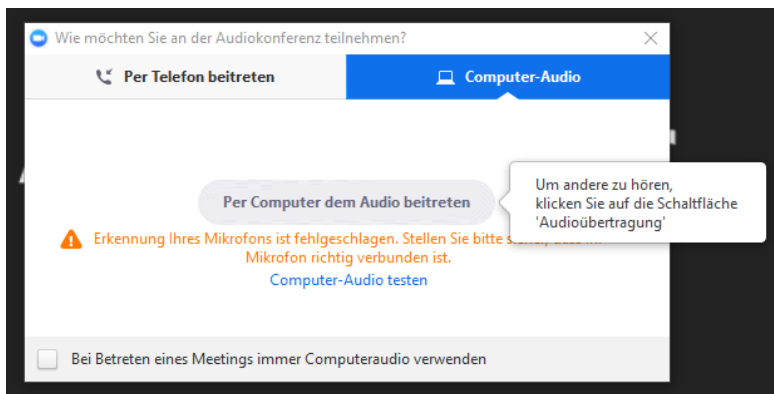 Wie möchten Sie an der Audiokonferenz teilnehmen?
Per Telefon beitreten
Computer-Audio
Per Computer dem Audio beitreten
Um andere zu hören,
klicken Sie auf die Schaltfläche
'Audioübertragung'
Erkennung Ihres Mikrofons ist fehlgeschlagen. Stellen Sie bitte
Mikrofon richtig verbunden ist.
Computer-Audio testen
Bei Betreten eines Meetings immer Computeraudio verwenden